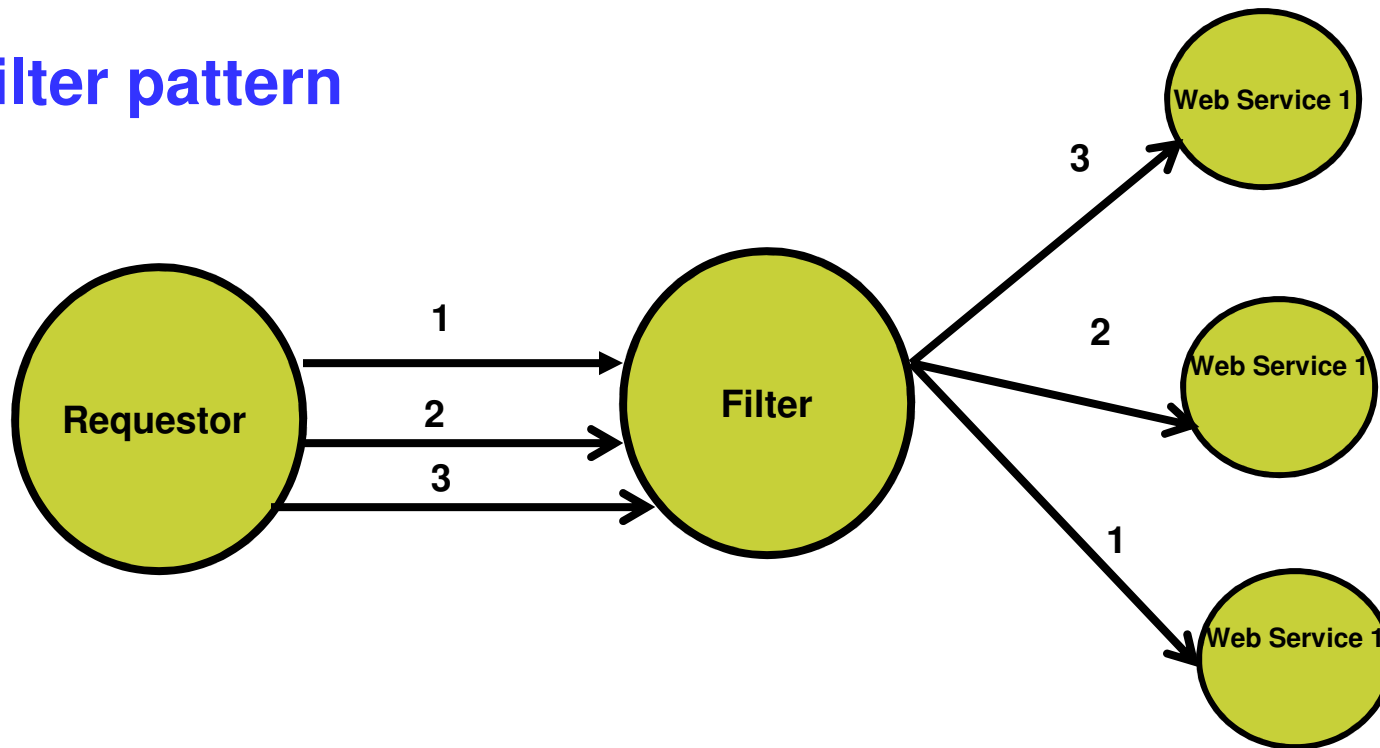 ilter pattern
Web Service 1
3
1
2
Web Service 1
Requestor
2
Filter
3
1
Web Service 1